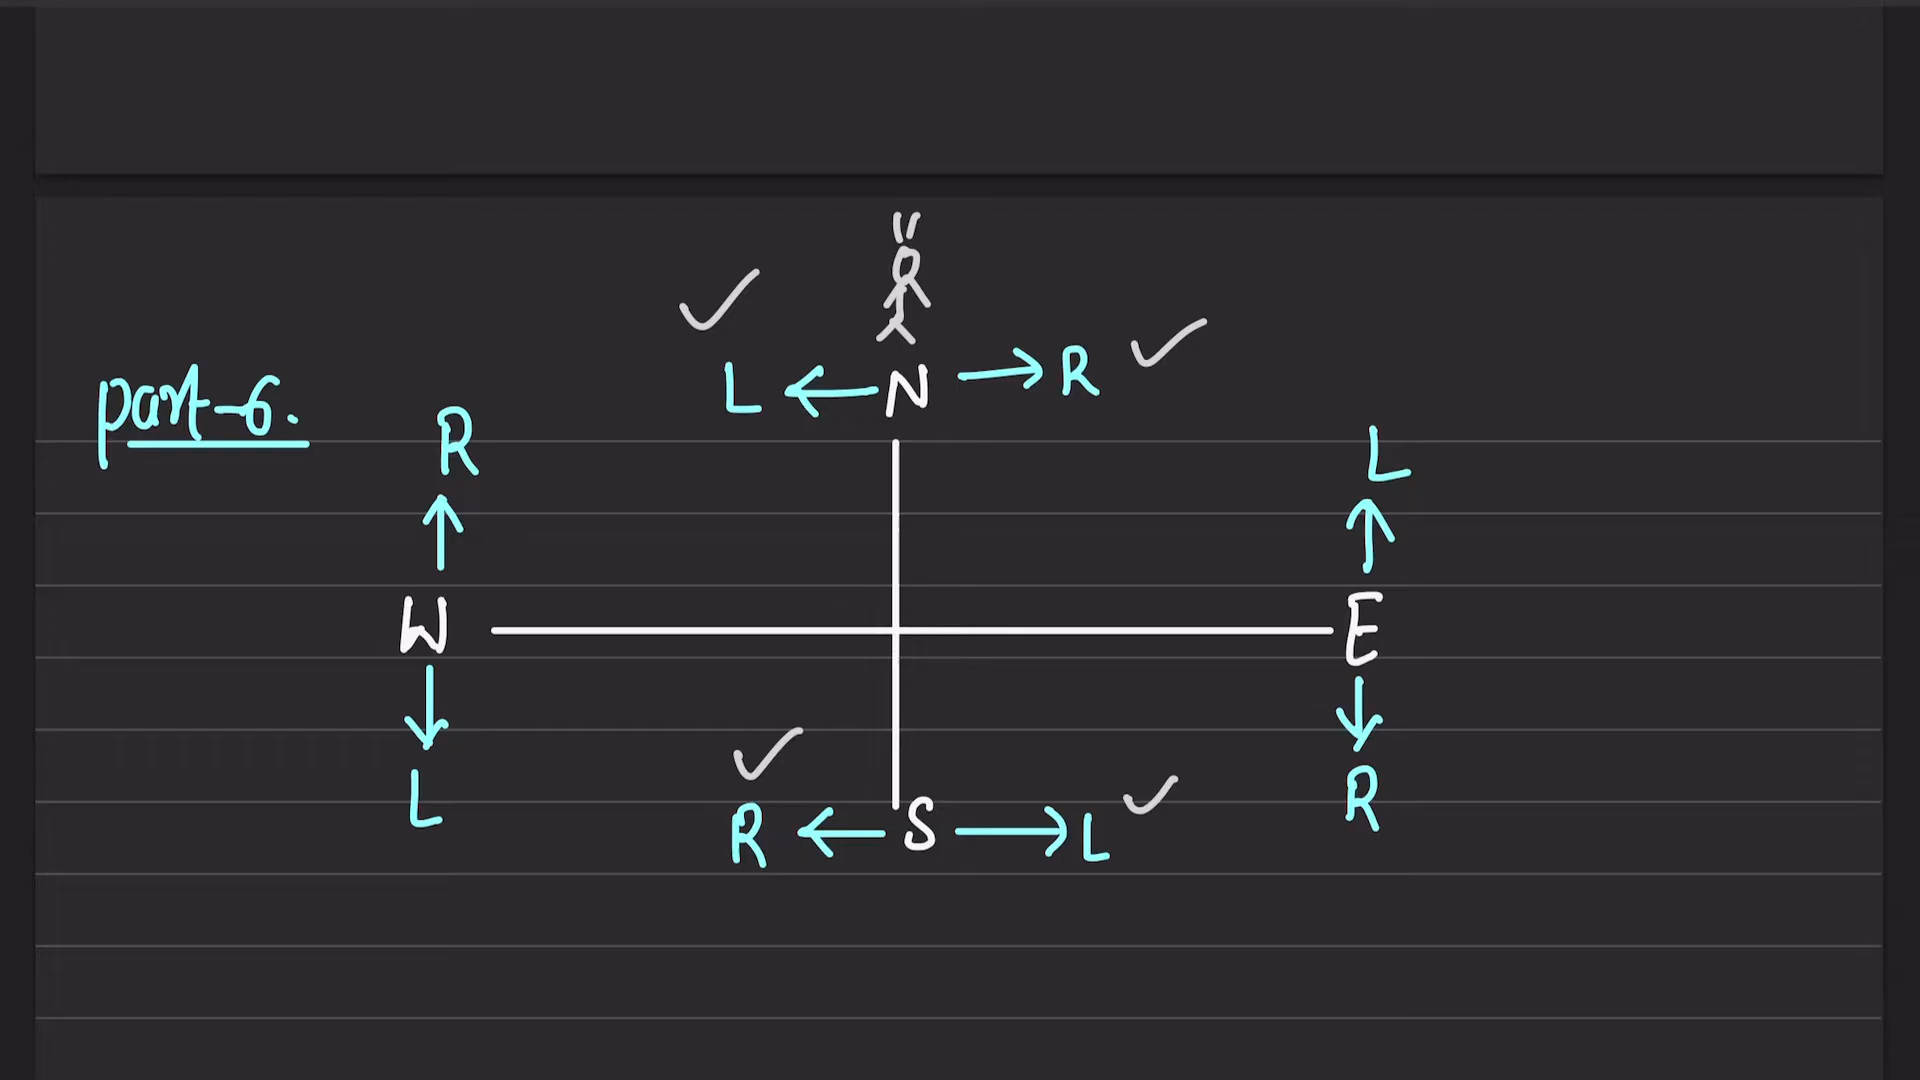 L ← N → R
part-6.
R
L
↑
↑
W
E
↓
↓
L
R
R ← S → L